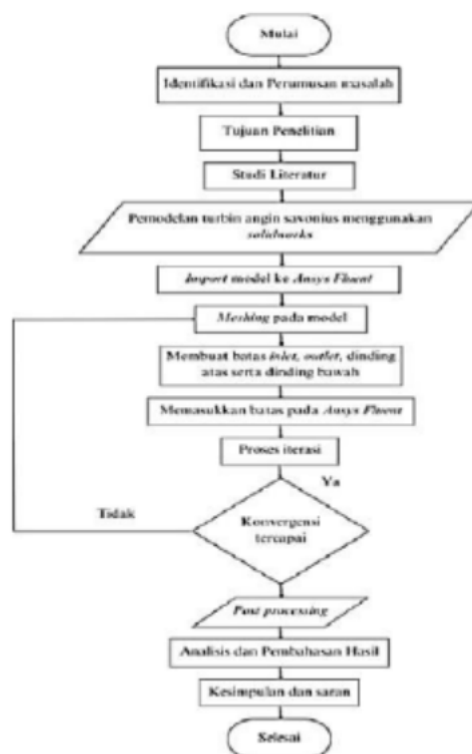 Mulai
Identifikasi dan Perumusan masalah
Tujuan Penelitian
Studi Literatur
Pemodelan turbin angin savonius menggunakan
solidworks
Import model ke Ansys Fluent
Meshing pada model
Membuat batas inlet, outlet, dinding
atas serta dinding bawah
Memasukkan batas pada Ansys Fluent
Proses iterasi
Ya
Tidak
Konvergensi
tercapai
Post processing
Analisis dan Pembahasan Hasil
Kesimpulan dan saran
Selesai